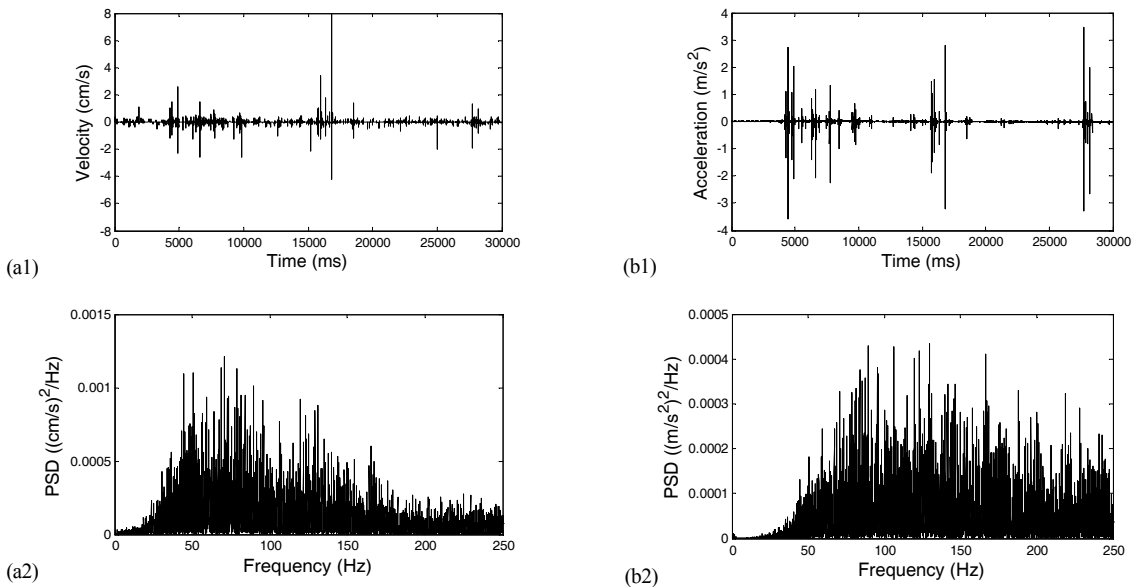 8
6
4
2
0
-2
-4
-6
-8
Velocity (cm/s)
0 5000 10000 15000 20000 25000 30000
Time (ms)
(a1)
4
3
2
1
0
-1
-2
-3
-4
Acceleration (m/s²)
0 5000 10000 15000 20000 25000 30000
Time (ms)
(b1)
0.0015
0.001
0.0005
0
PSD ((cm/s)²/Hz)
0 50 100 150 200 250
Frequency (Hz)
(a2)
0.0005
0.0004
0.0003
0.0002
0.0001
0
PSD ((m/s²)²/Hz)
0 50 100 150 200 250
Frequency (Hz)
(b2)